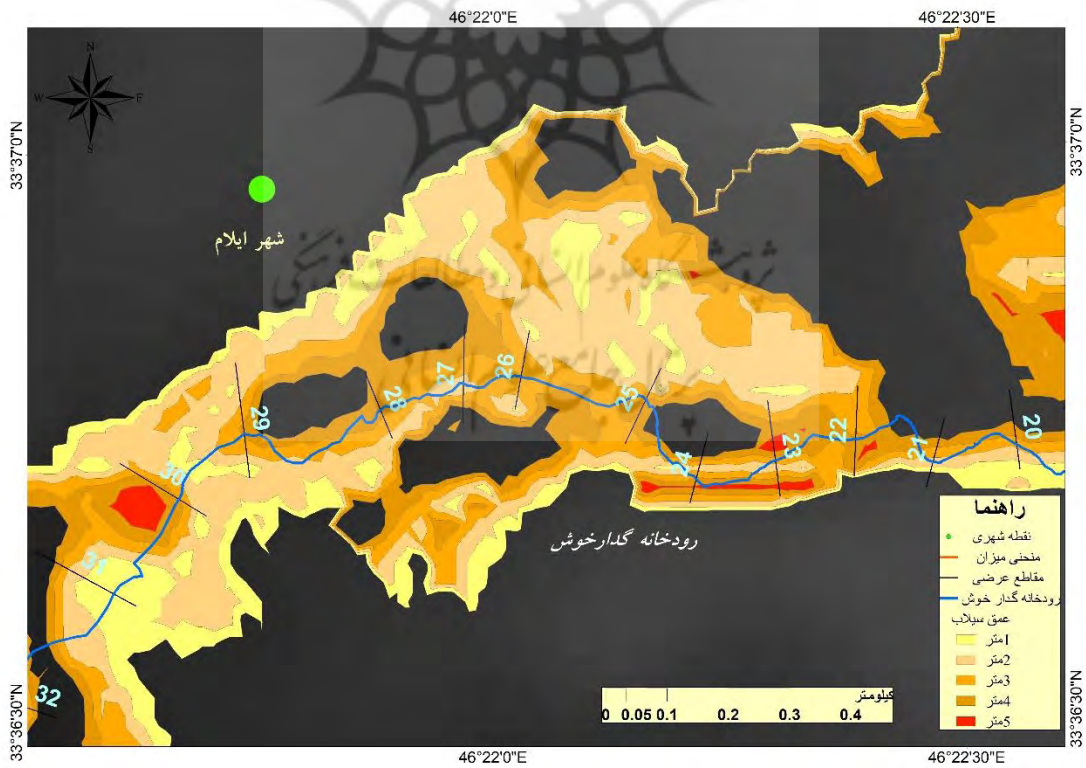 46°22'0"E
46°22'30"E
N
W
E
S
33°37'0"N
33°37'0"N
شهر ایلام
26
27
28
25
29
22
23
20
21
24
30
رودخانه گدارخوش
31
32
راهنما
نقطه شهری
منحنی میزان
مقاطع عرضی
رودخانه گدار خوش
عمق سیلاب
1متر
2متر
3متر
4متر
5متر
کیلومتر
0 0.05 0.1 0.2 0.3 0.4
33°36'30"N
33°36'30"N
46°22'0"E
46°22'30"E